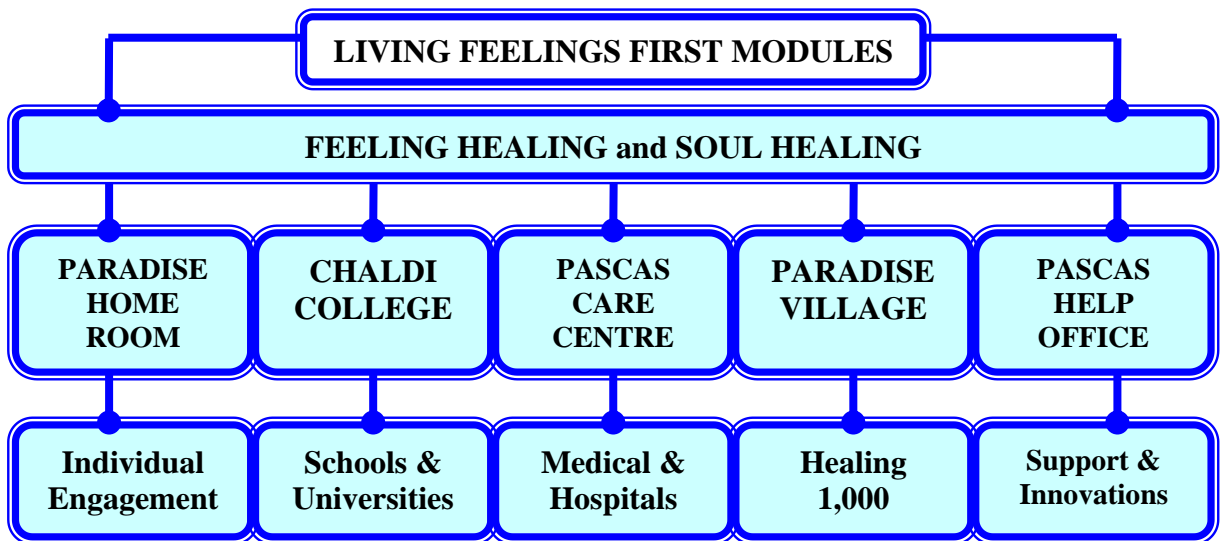 LIVING FEELINGS FIRST MODULES
FEELING HEALING and SOUL HEALING
PARADISE
HOME
ROOM
CHALDI
COLLEGE
PASCAS
CARE
CENTRE
PARADISE
VILLAGE
PASCAS
HELP
OFFICE
Individual
Engagement
Schools &
Universities
Medical &
Hospitals
Healing
1,000
Support &
Innovations